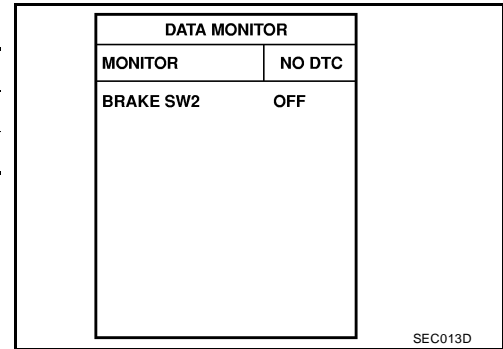 DATA MONITOR
MONITOR NO DTC
BRAKE SW2 OFF
SEC013D